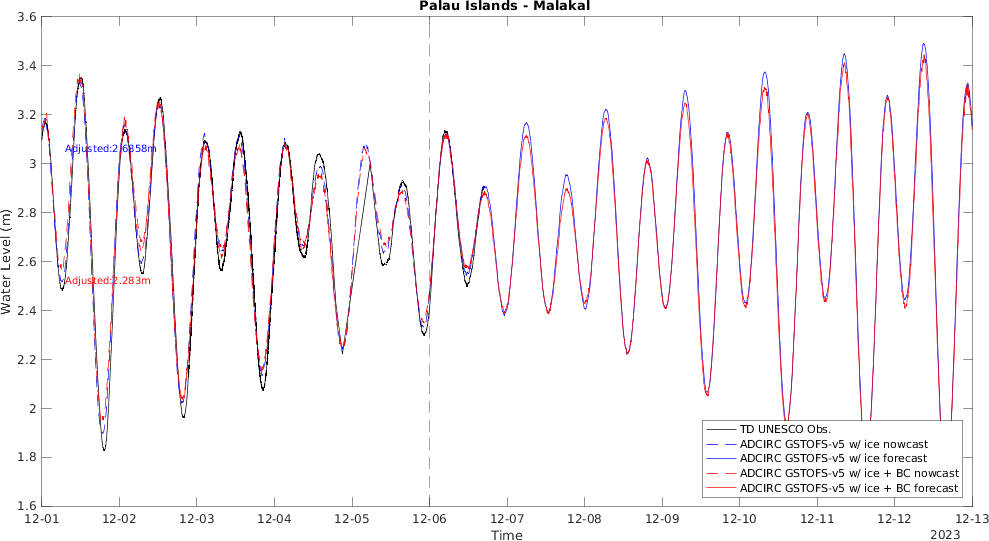 Palau Islands - Malakal
3.6
3.4
3.2
3
2.8
2.6
2.4
2.2
2
1.8
1.6
Water Level (m)
Adjusted:2.6358m
Adjusted:2.283m
TD UNESCO Obs.
ADCIRC GSTOFS-v5 w/ ice nowcast
ADCIRC GSTOFS-v5 w/ ice forecast
ADCIRC GSTOFS-v5 w/ ice + BC nowcast
ADCIRC GSTOFS-v5 w/ ice + BC forecast
12-01 12-02 12-03 12-04 12-05 12-06 12-07 12-08 12-09 12-10 12-11 12-12 12-13
Time
2023